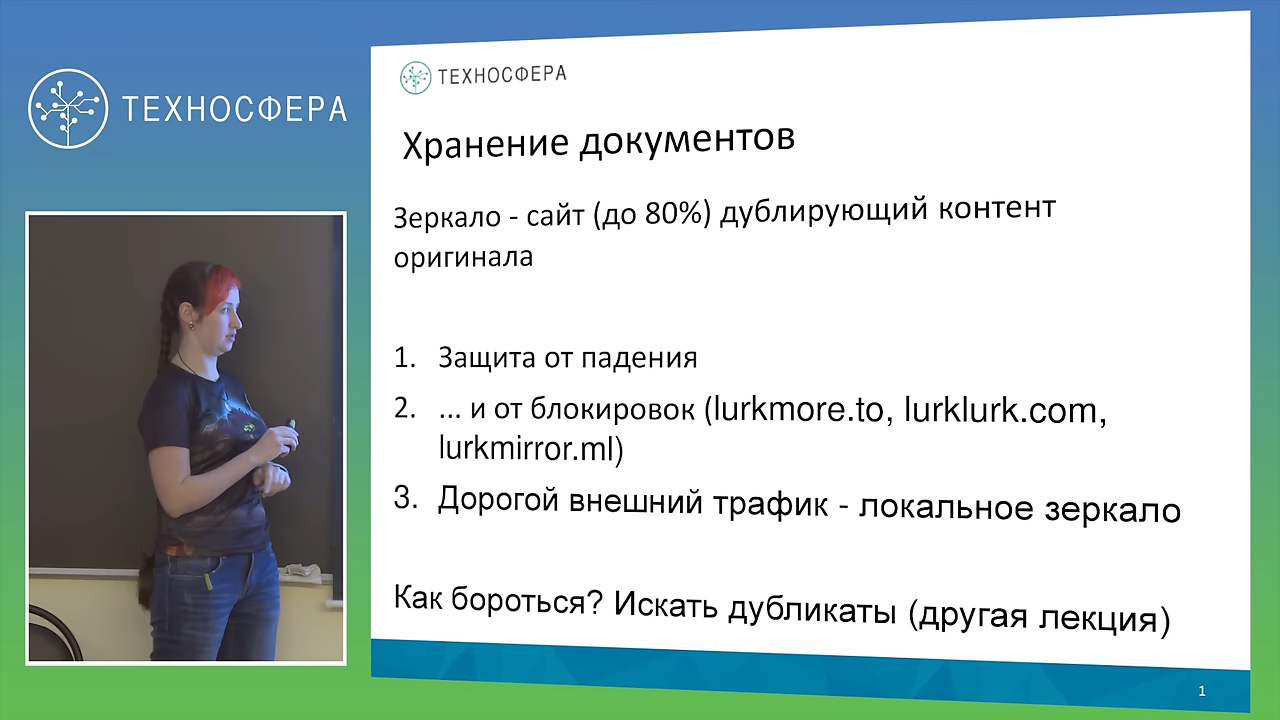 ТЕХНОСФЕРА
ТЕХНОСФЕРА
Хранение документов
Зеркало - сайт (до 80%) дублирующий контент
оригинала
1. Защита от падения
2. ... и от блокировок (lurkmore.to, lurklurk.com,
lurkmirror.ml)
3. Дорогой внешний трафик - локальное зеркало
Как бороться? Искать дубликаты (другая лекция)
1